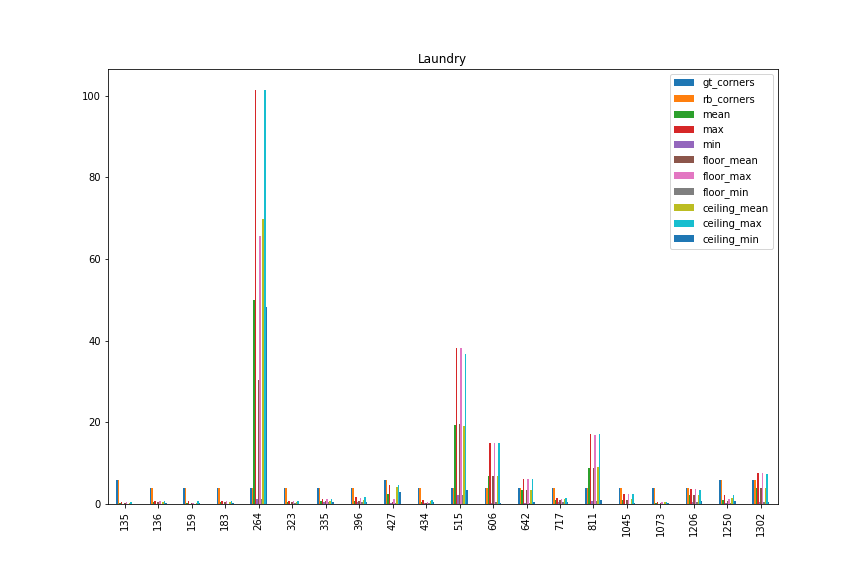 Laundry
gt_corners
rb_corners
mean
max
min
floor_mean
floor_max
floor_min
ceiling_mean
ceiling_max
ceiling_min
100
80
60
40
20
0
135 136 159 183 264 323 335 396 427 434 515 606 642 717 811 1045 1073 1206 1250 1302